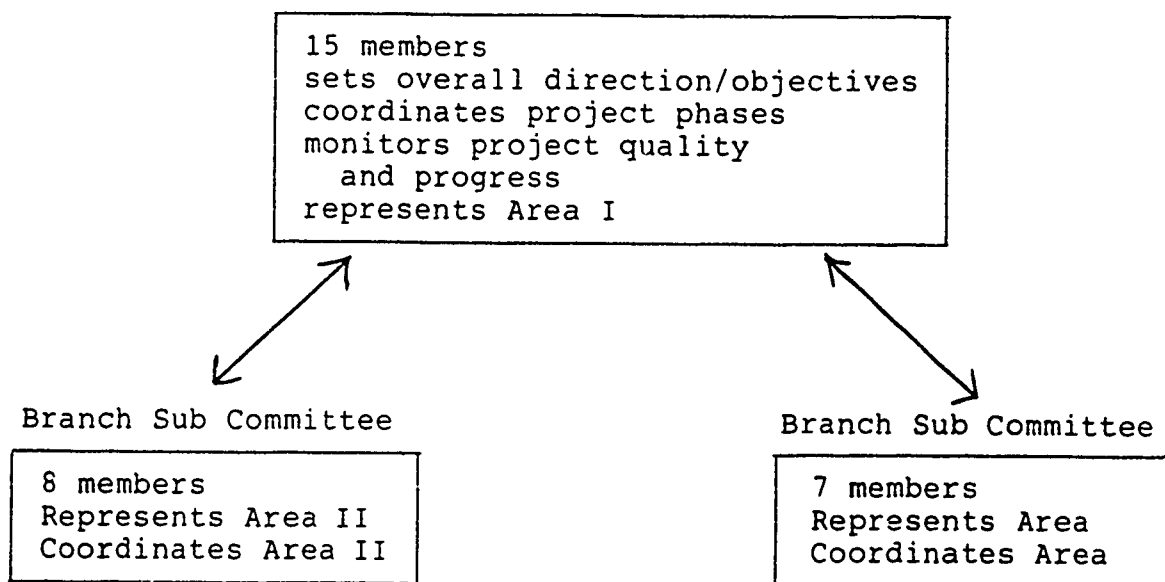 15 members
sets overall direction/objectives
coordinates project phases
monitors project quality
and progress
represents Area I
Branch Sub Committee
8 members
Represents Area II
Coordinates Area II
Branch Sub Committee
7 members
Represents Area
Coordinates Area